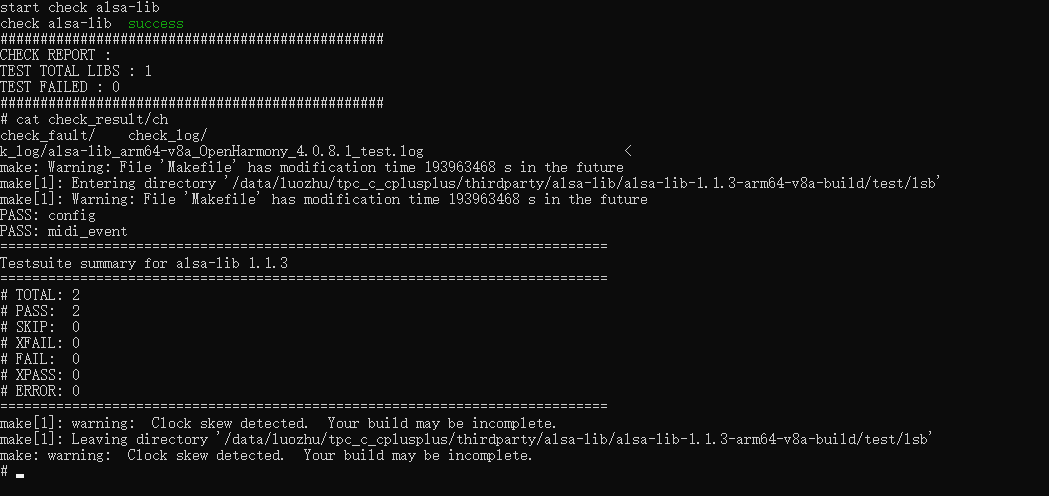 start check alsa-lib
check alsa-lib  success
################################################
CHECK REPORT :
TEST TOTAL LIBS : 1
TEST FAILED : 0
################################################
# cat check_result/ch
check_fault/    check_log/
k_log/alsa-lib_arm64-v8a_OpenHarmony_4.0.8.1_test.log                         <
make: Warning: File 'Makefile' has modification time 193963468 s in the future
make[1]: Entering directory '/data/luozhu/tpc_c_cplusplus/thirdparty/alsa-lib/alsa-lib-1.1.3-arm64-v8a-build/test/lsb'
make[1]: Warning: File 'Makefile' has modification time 193963468 s in the future
PASS: config
PASS: midi_event
============================================================================
Testsuite summary for alsa-lib 1.1.3
============================================================================
# TOTAL: 2
# PASS:  2
# SKIP:  0
# XFAIL: 0
# FAIL:  0
# XPASS: 0
# ERROR: 0
============================================================================
make[1]: warning:  Clock skew detected.  Your build may be incomplete.
make[1]: Leaving directory '/data/luozhu/tpc_c_cplusplus/thirdparty/alsa-lib/alsa-lib-1.1.3-arm64-v8a-build/test/lsb'
make: warning:  Clock skew detected.  Your build may be incomplete.
#